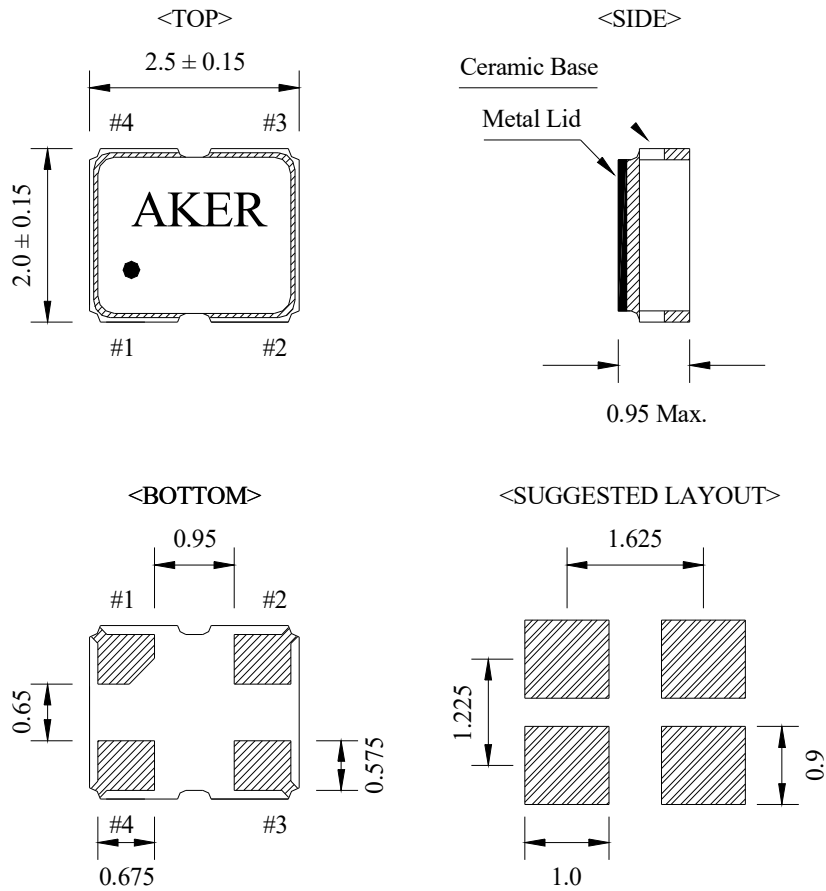 <TOP>
2.5 ± 0.15
#4 #3
2.0 ± 0.15
AKER
#1 #2
<SIDE>
Ceramic Base
Metal Lid
0.95 Max.
<BOTTOM>
0.95
#1 #2
0.65
0.575
#4 #3
0.675
<SUGGESTED LAYOUT>
1.625
1.225
0.9
1.0